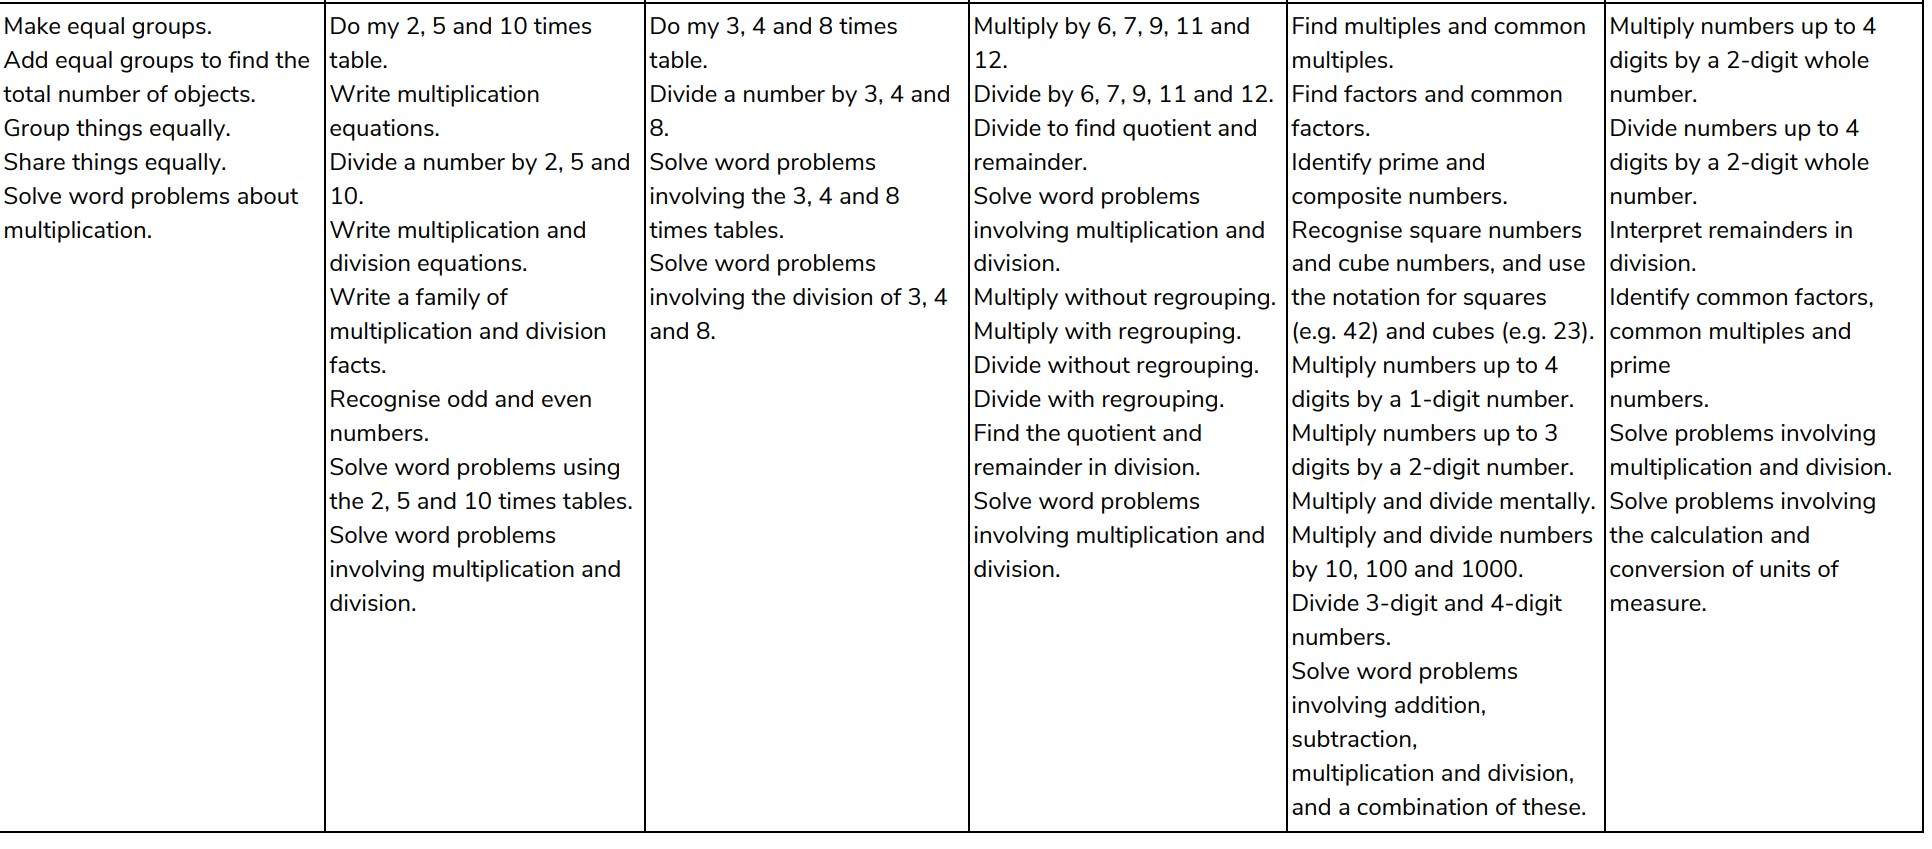 Make equal groups.
Add equal groups to find the
total number of objects.
Group things equally.
Share things equally.
Solve word problems about
multiplication.
Do my 2, 5 and 10 times
table.
Write multiplication
equations.
Divide a number by 2, 5 and
10.
Write multiplication and
division equations.
Write a family of
multiplication and division
facts.
Recognise odd and even
numbers.
Solve word problems using
the 2, 5 and 10 times tables.
Solve word problems
involving multiplication and
division.
Do my 3, 4 and 8 times
table.
Divide a number by 3, 4 and
8.
Solve word problems
involving the 3, 4 and 8
times tables.
Solve word problems
involving the division of 3, 4
and 8.
Multiply by 6, 7, 9, 11 and
12.
Divide by 6, 7, 9, 11 and 12.
Divide to find quotient and
remainder.
Solve word problems
involving multiplication and
division.
Multiply without regrouping.
Multiply with regrouping.
Divide without regrouping.
Divide with regrouping.
Find the quotient and
remainder in division.
Solve word problems
involving multiplication and
division.
Find multiples and common
multiples.
Find factors and common
factors.
Identify prime and
composite numbers.
Recognise square numbers
and cube numbers, and use
the notation for squares
(e.g. 42) and cubes (e.g. 23).
Multiply numbers up to 4
digits by a 1-digit number.
Multiply numbers up to 3
digits by a 2-digit number.
Multiply and divide mentally.
Multiply and divide numbers
by 10, 100 and 1000.
Divide 3-digit and 4-digit
numbers.
Solve word problems
involving addition,
subtraction,
multiplication and division,
and a combination of these.
Multiply numbers up to 4
digits by a 2-digit whole
number.
Divide numbers up to 4
digits by a 2-digit whole
number.
Interpret remainders in
division.
Identify common factors,
common multiples and
prime
numbers.
Solve problems involving
multiplication and division.
Solve problems involving
the calculation and
conversion of units of
measure.